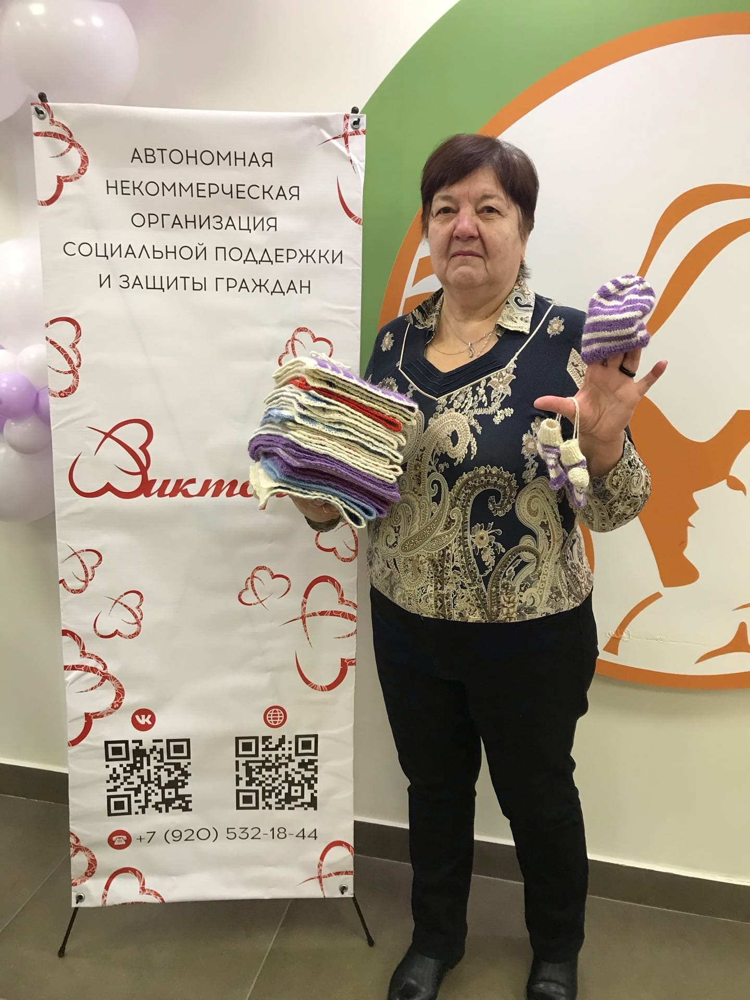 АВТОНОМНАЯ
НЕКОММЕРЧЕСКАЯ
ОРГАНИЗАЦИЯ
СОЦИАЛЬНОЙ ПОДДЕРЖКИ
И ЗАЩИТЫ ГРАЖДАН
+7 (920) 532-18-44